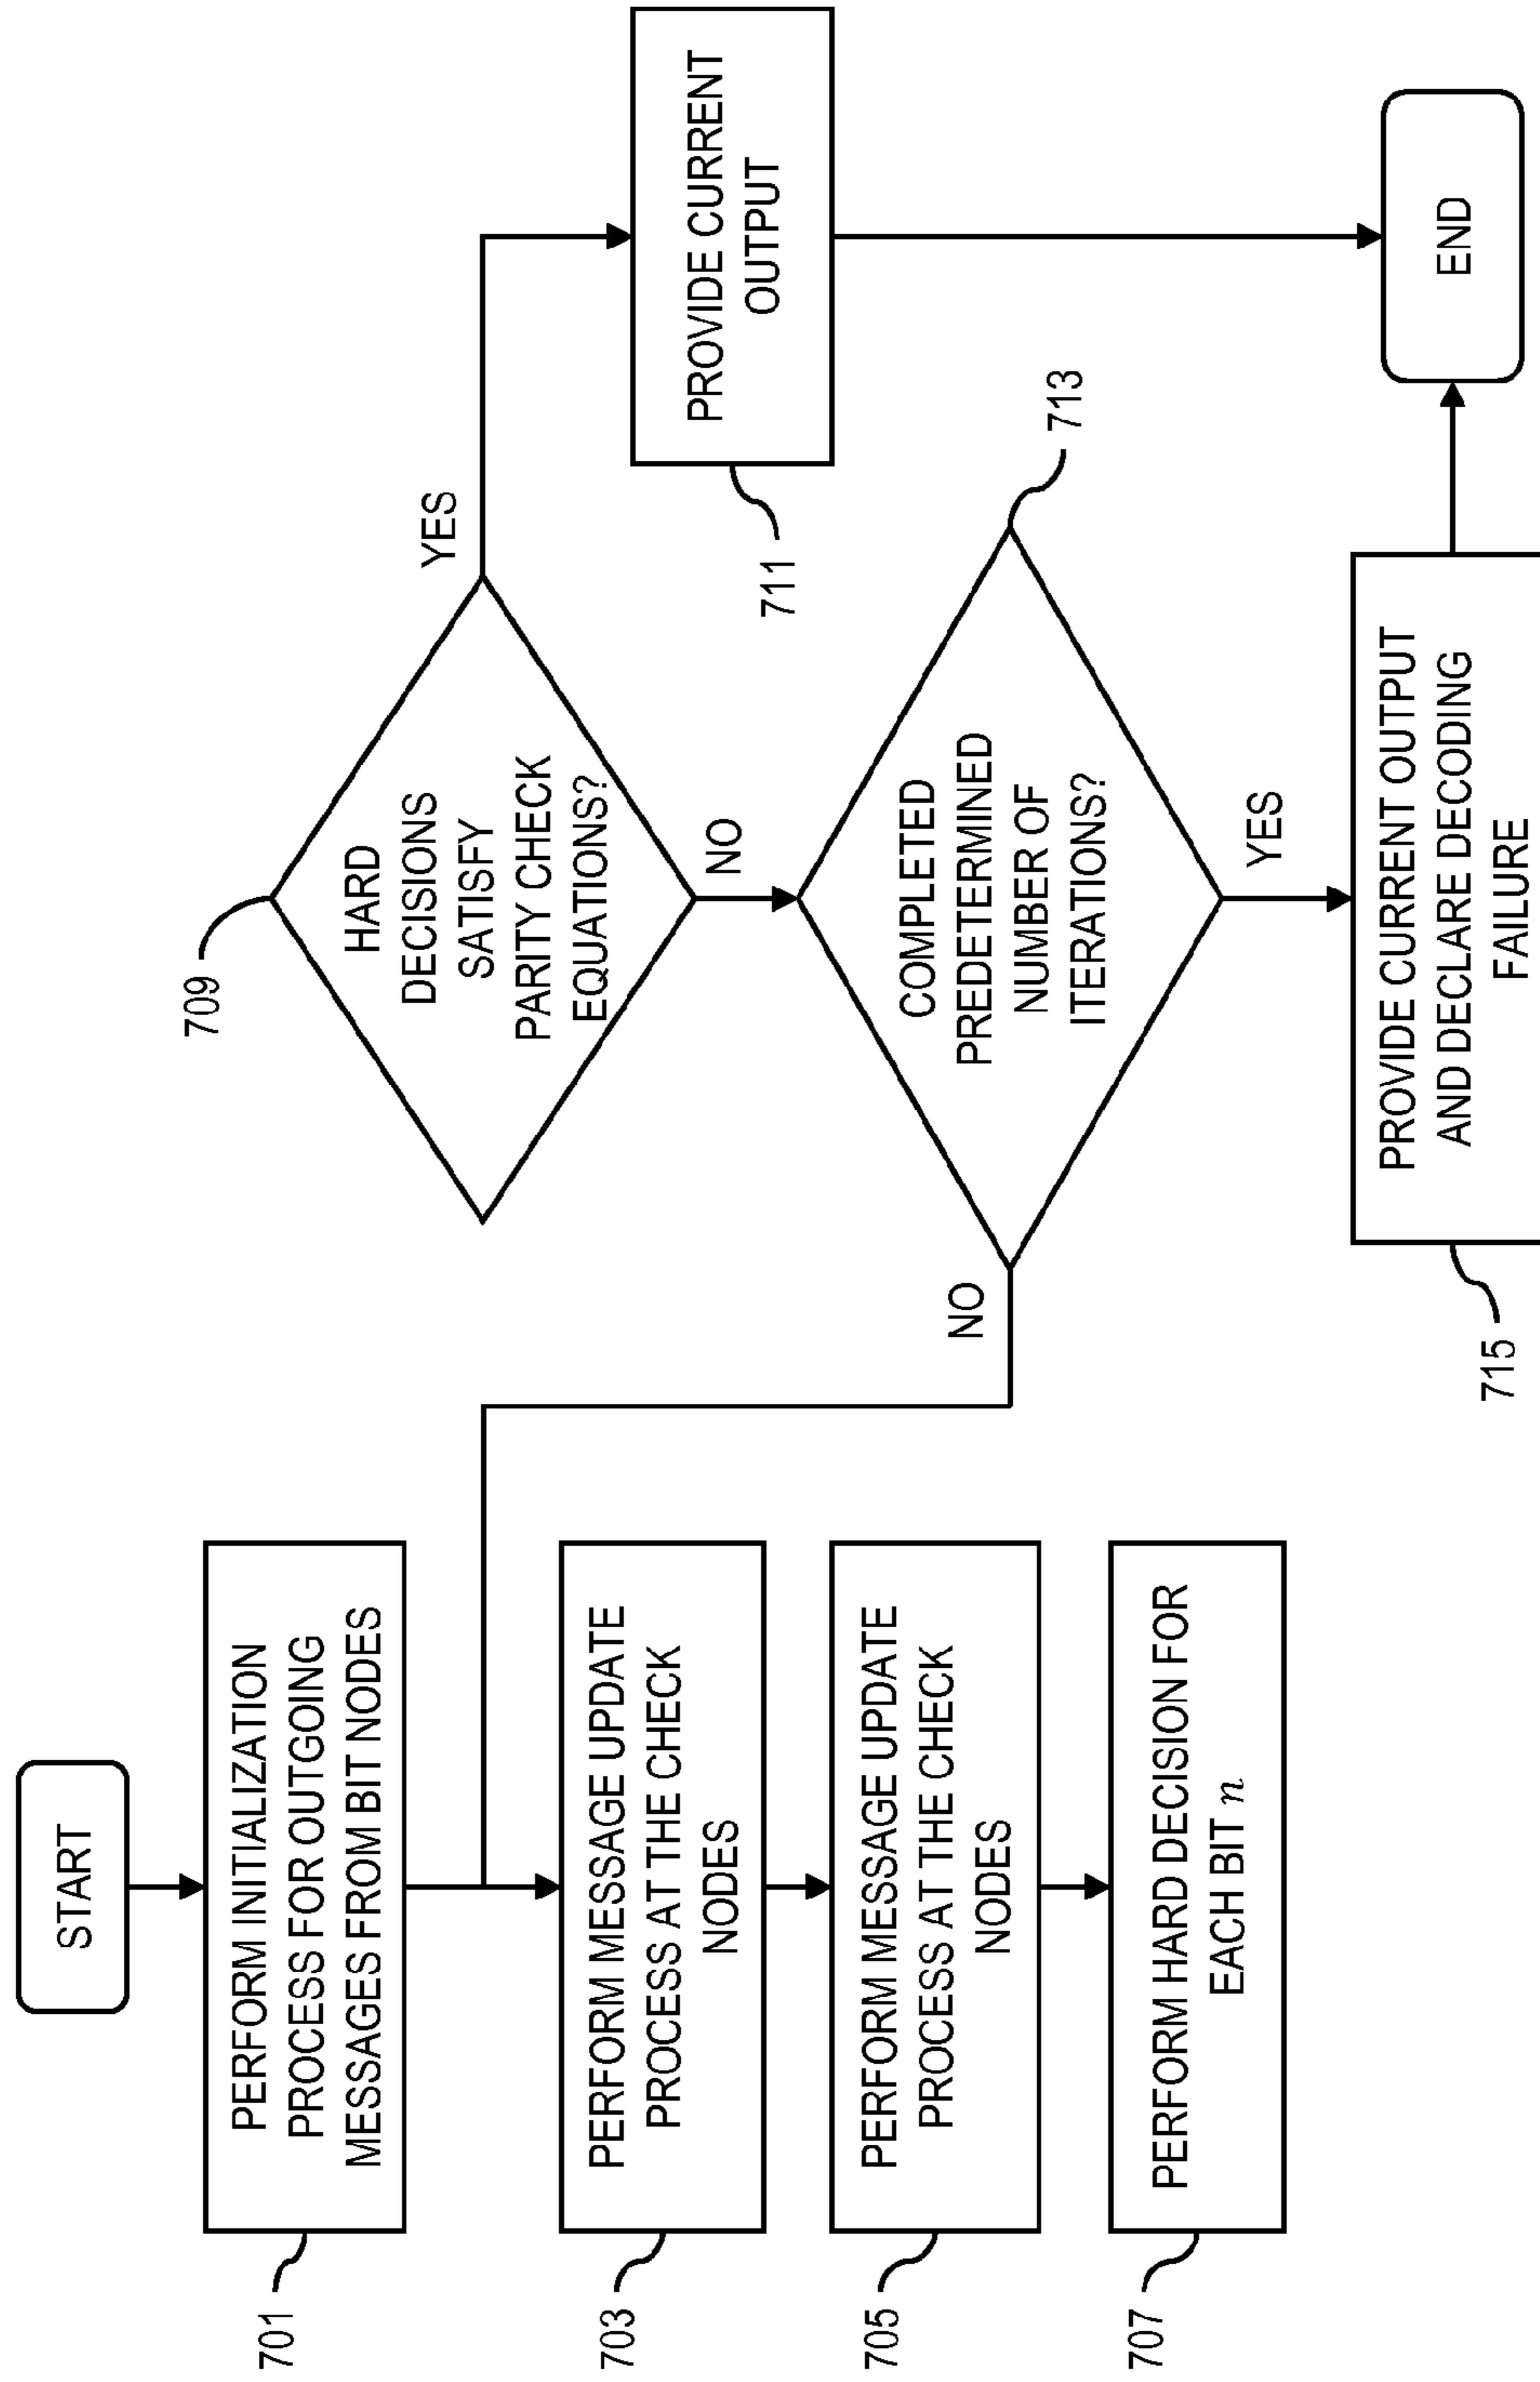 START
PERFORM INITIALIZATION
PROCESS FOR OUTGOING
MESSAGES FROM BIT NODES
701
PERFORM MESSAGE UPDATE
PROCESS AT THE CHECK
NODES
703
PERFORM MESSAGE UPDATE
PROCESS AT THE CHECK
NODES
705
PERFORM HARD DECISION FOR
EACH BIT n
707
709
HARD
DECISIONS
SATISFY
PARITY CHECK
EQUATIONS?
YES
NO
PROVIDE CURRENT
OUTPUT
711
COMPLETED
PREDETERMINED
NUMBER OF
ITERATIONS?
713
NO
YES
PROVIDE CURRENT OUTPUT
AND DECLARE DECODING
FAILURE
715
END